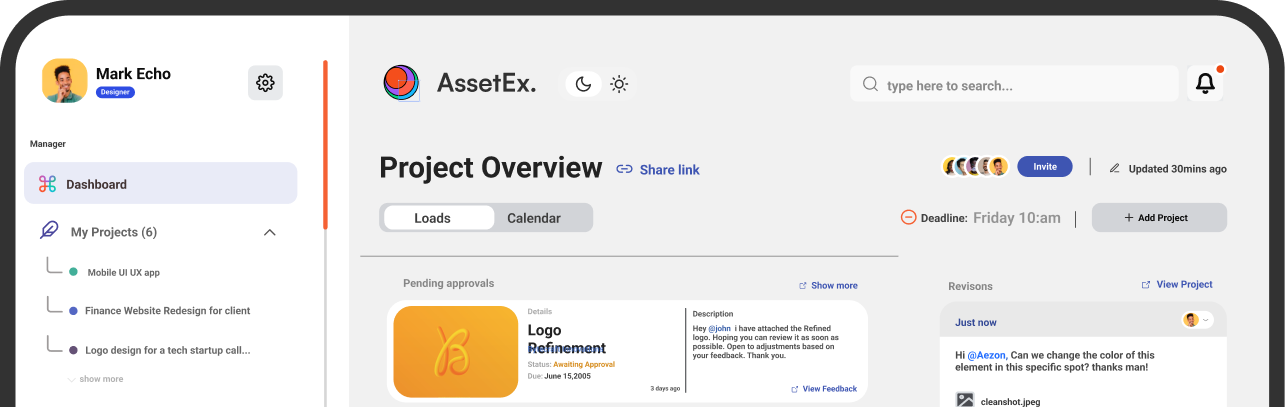 Mark Echo
Designer
Manager
Dashboard
My Projects (6)
Mobile UI UX app
Finance Website Redesign for client
Logo design for a tech startup call...
show more
AssetEx.
type here to search...
Project Overview
Share link
Invite
Updated 30mins ago
Loads
Calendar
Deadline: Friday 10:am
+ Add Project
Pending approvals
Show more
Details
Logo
Refinement
Status: Awaiting Approval
Due: June 15,2005
3 days ago
Description
Hey @john i have attached the Refined
logo. Hoping you can review it as soon as
possible. Open to adjustments based on
your feedback. Thank you.
View Feedback
Revisons
View Project
Just now
Hi @Aezon, Can we change the color of this
element in this specific spot? thanks man!
cleanshot.jpeg